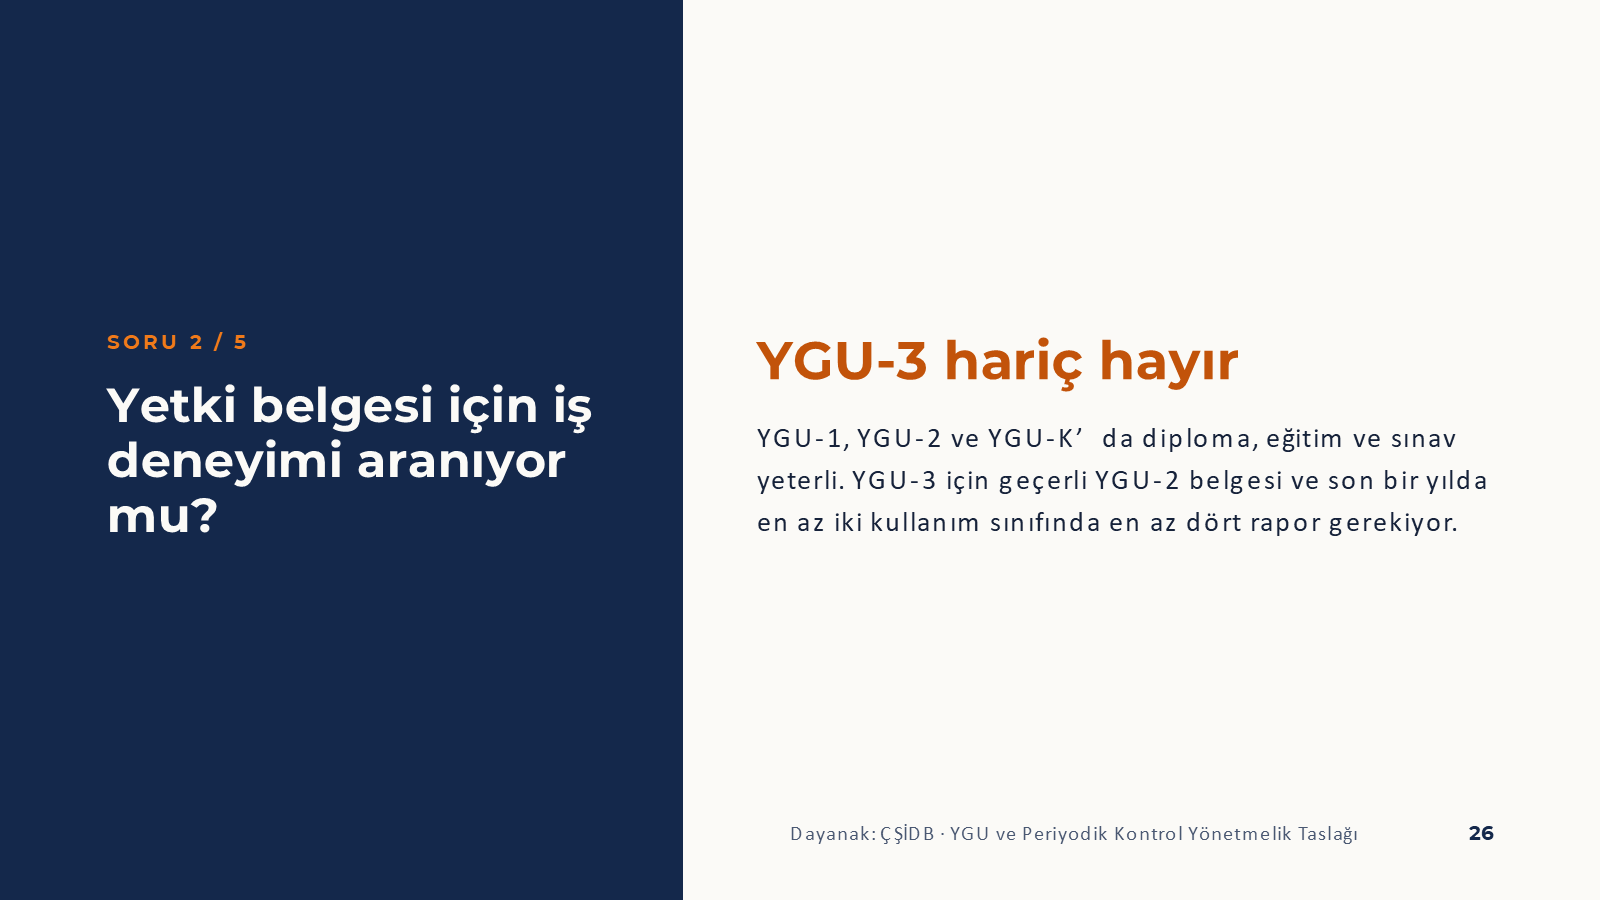 SORU 2 / 5
Yetki belgesi için iş
deneyimi aranıyor
mu?
YGU-3 hariç hayır
YGU-1, YGU-2 ve YGU-K’ da diploma, eğitim ve sınav
yeterli. YGU-3 için geçerli YGU-2 belgesi ve son bir yılda
en az iki kullanım sınıfında en az dört rapor gerekiyor.
Dayanak: ÇŞİDB · YGU ve Periyodik Kontrol Yönetmelik Taslağı
26